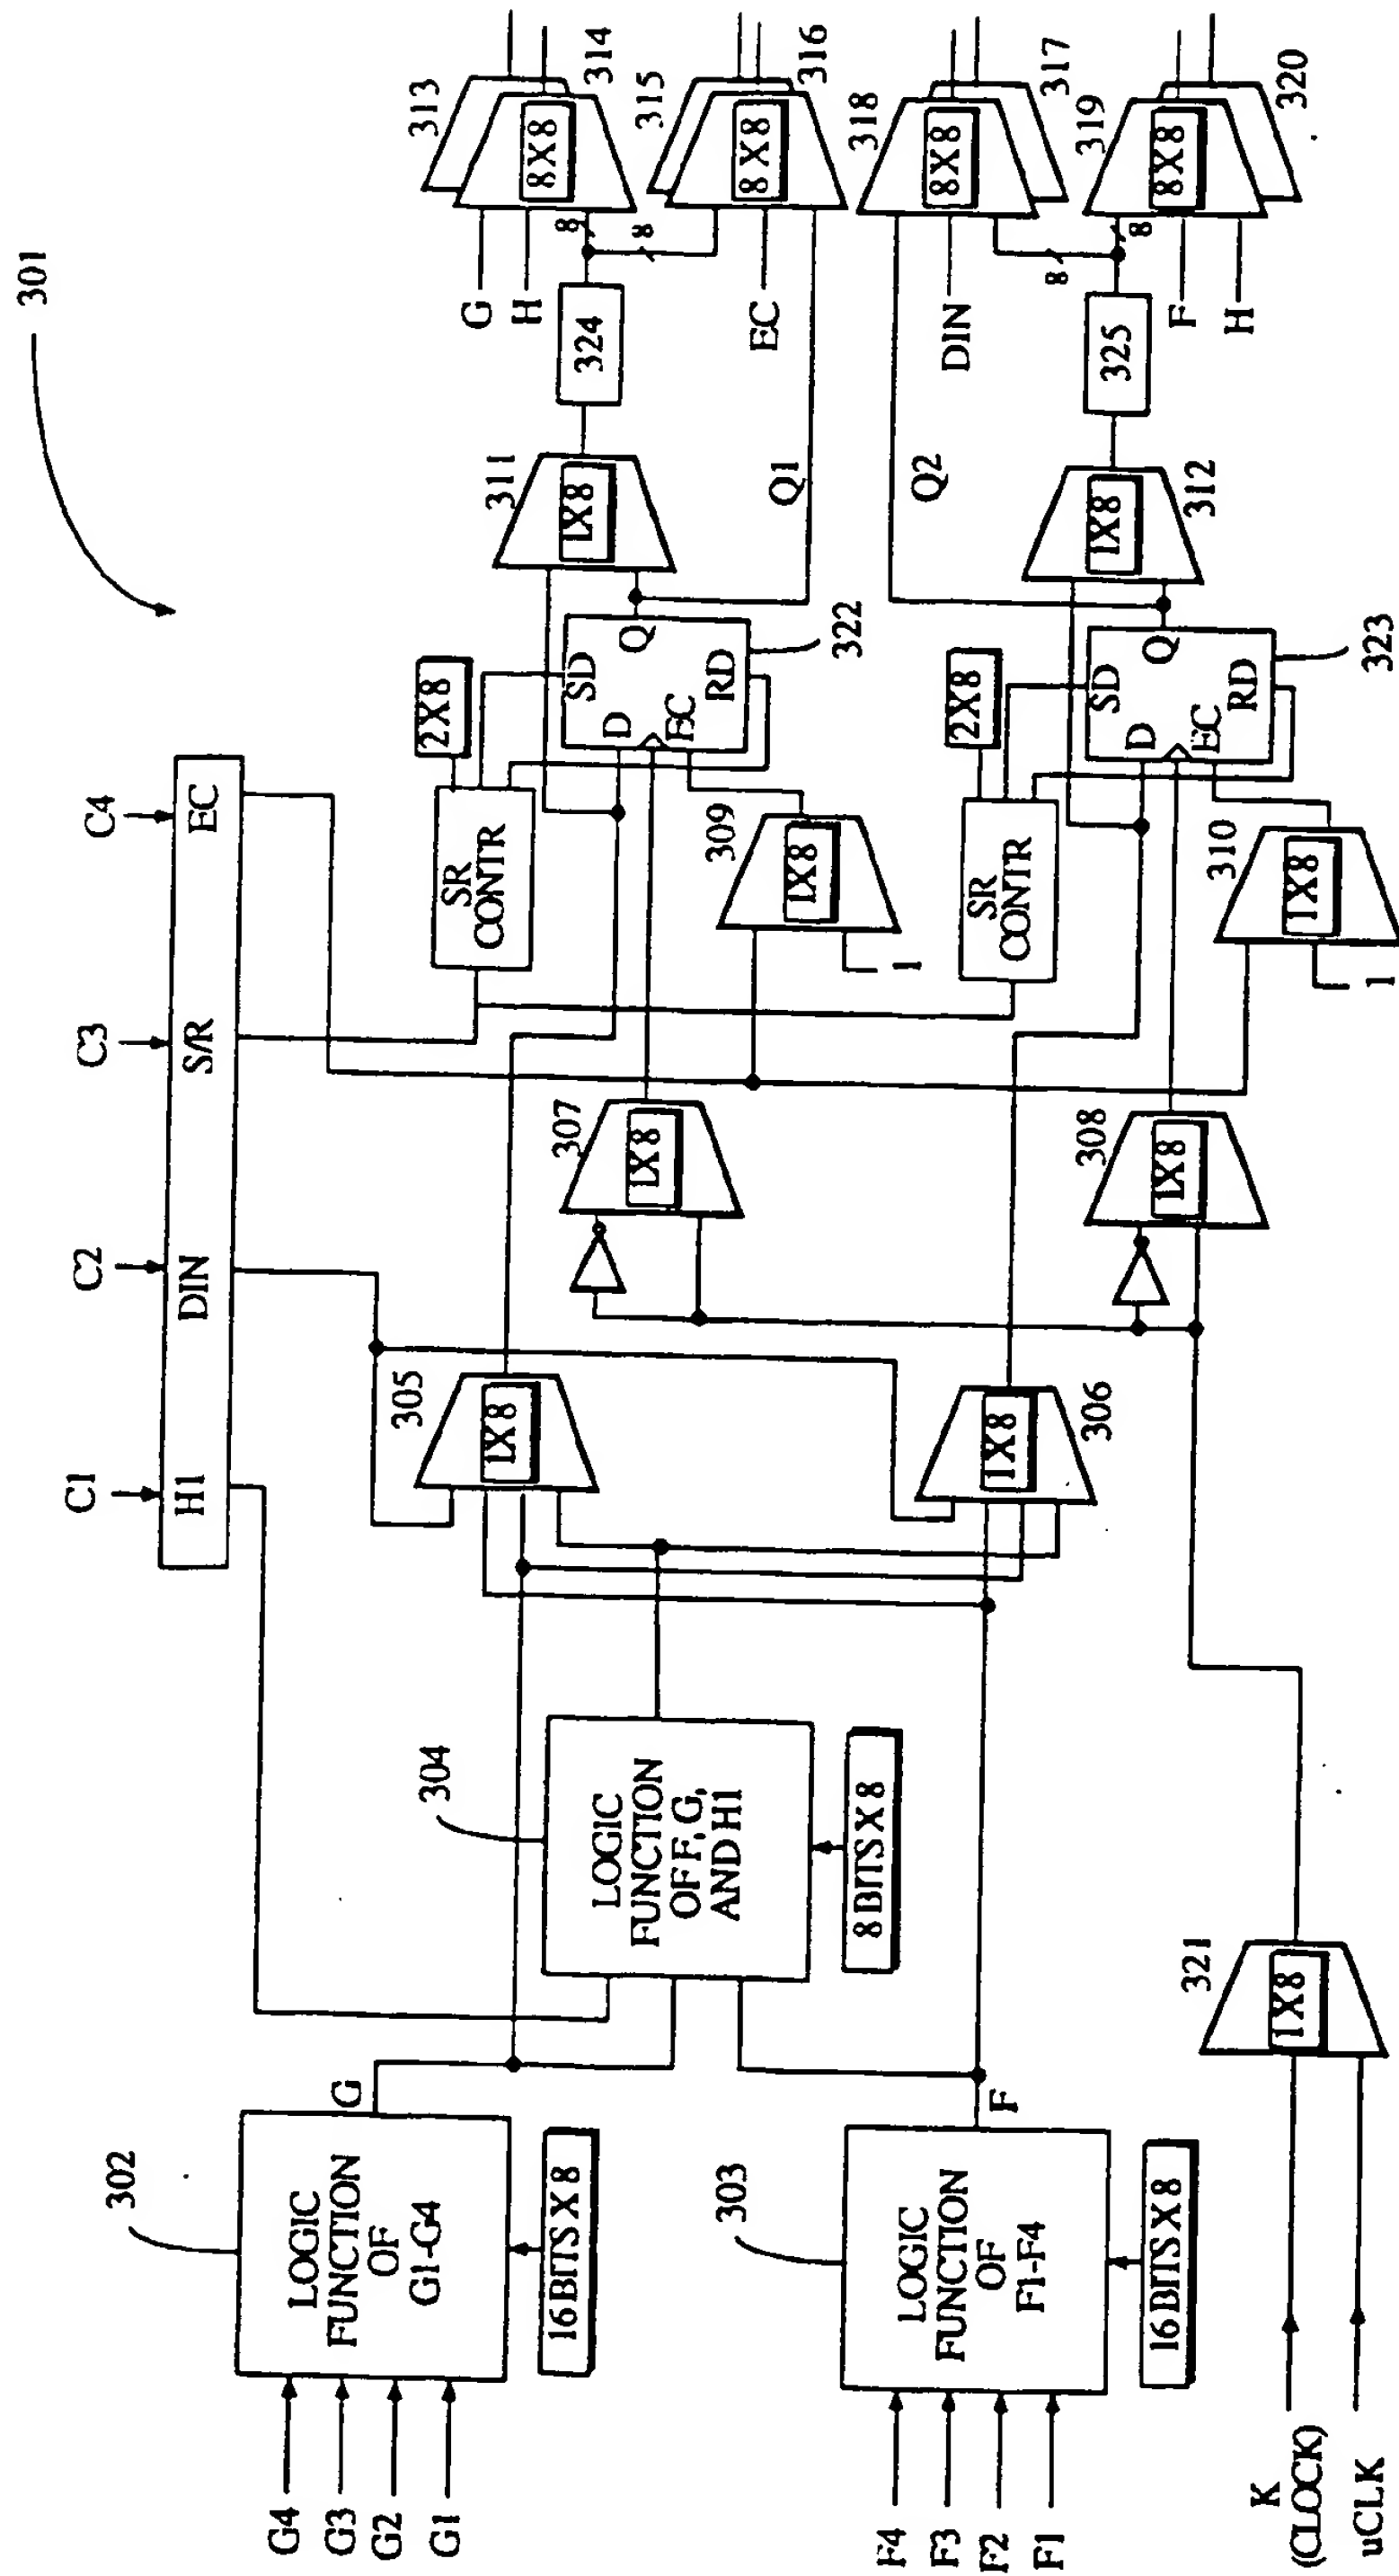 301
C1
C2
C3
C4
H1
DIN
S/R
EC
302
LOGIC
FUNCTION
OF
G1-G4
16 BITS X 8
G4
G3
G2
G1
G
303
LOGIC
FUNCTION
OF
F1-F4
16 BITS X 8
F4
F3
F2
F1
F
304
LOGIC
FUNCTION
OF F, G,
AND H1
8 BITS X 8
K
(CLOCK)
uCLK
321
1X8
305
1X8
306
1X8
307
1X8
308
1X8
SR
CONTR
2X8
309
1X8
1
SD
D
Q
EC
RD
322
SR
CONTR
2X8
310
1X8
1
SD
D
Q
EC
RD
323
311
1X8
Q1
Q2
312
1X8
324
325
G
H
8
8
EC
DIN
8
8
F
H
313
8X8
314
315
8X8
316
318
8X8
317
319
8X8
320